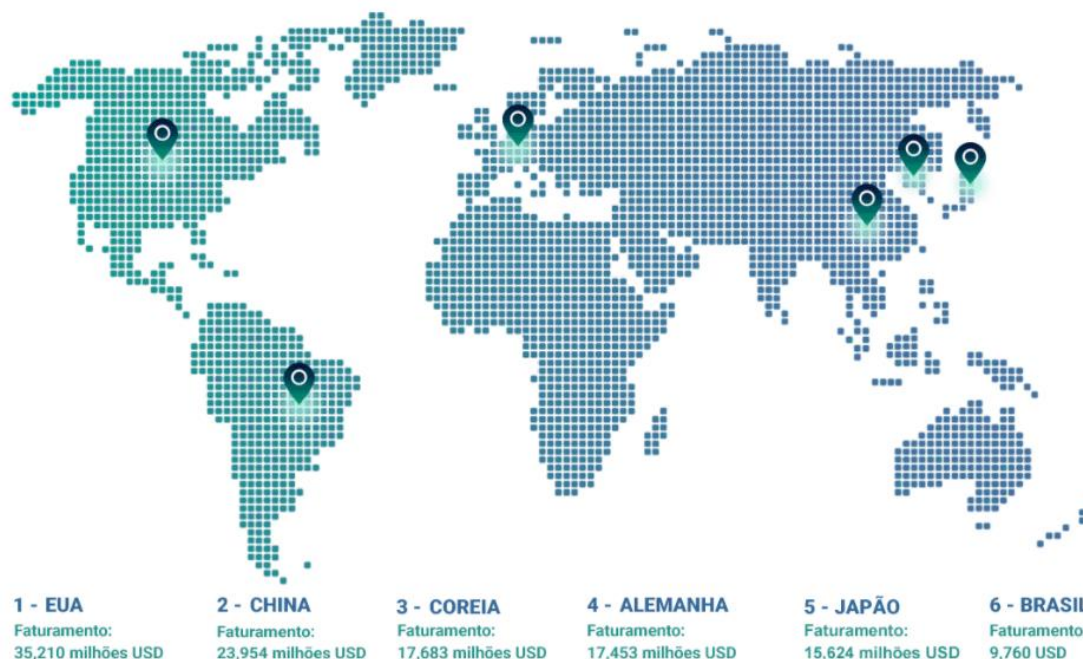 1 - EUA
Faturamento:
35,210 milhões USD
2 - CHINA
Faturamento:
23,954 milhões USD
3 - COREIA
Faturamento:
17,683 milhões USD
4 - ALEMANHA
Faturamento:
17,453 milhões USD
5 - JAPÃO
Faturamento:
15,624 milhões USD
6 - BRASIL
Faturamento:
9,760 milhões USD